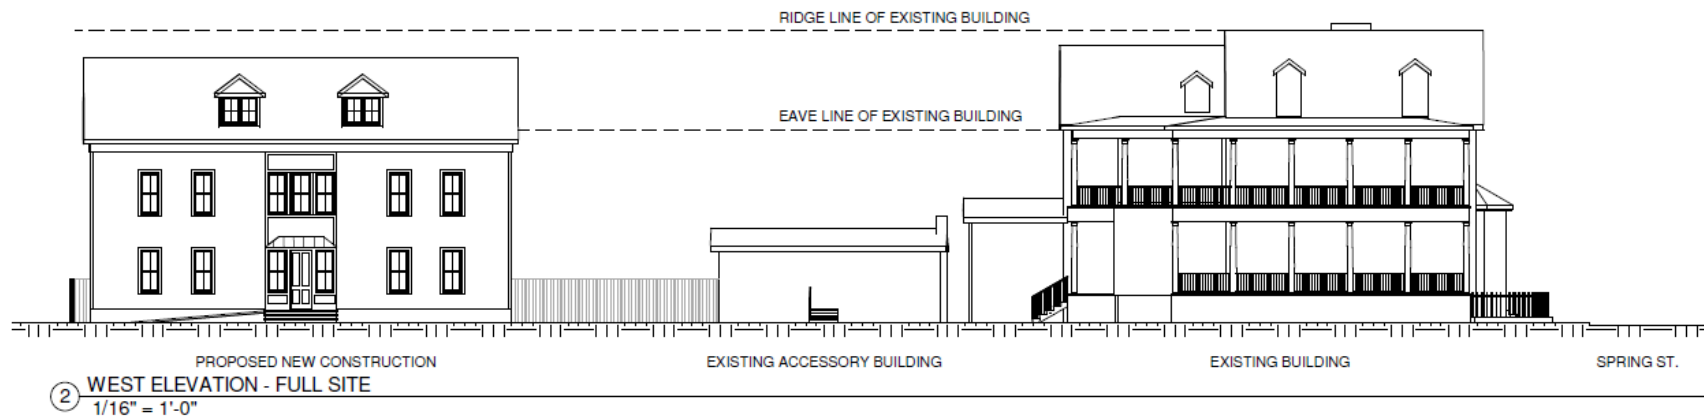 RIDGE LINE OF EXISTING BUILDING
EAVE LINE OF EXISTING BUILDING
PROPOSED NEW CONSTRUCTION
EXISTING ACCESSORY BUILDING
EXISTING BUILDING
SPRING ST.
2
WEST ELEVATION - FULL SITE
1/16" = 1'-0"